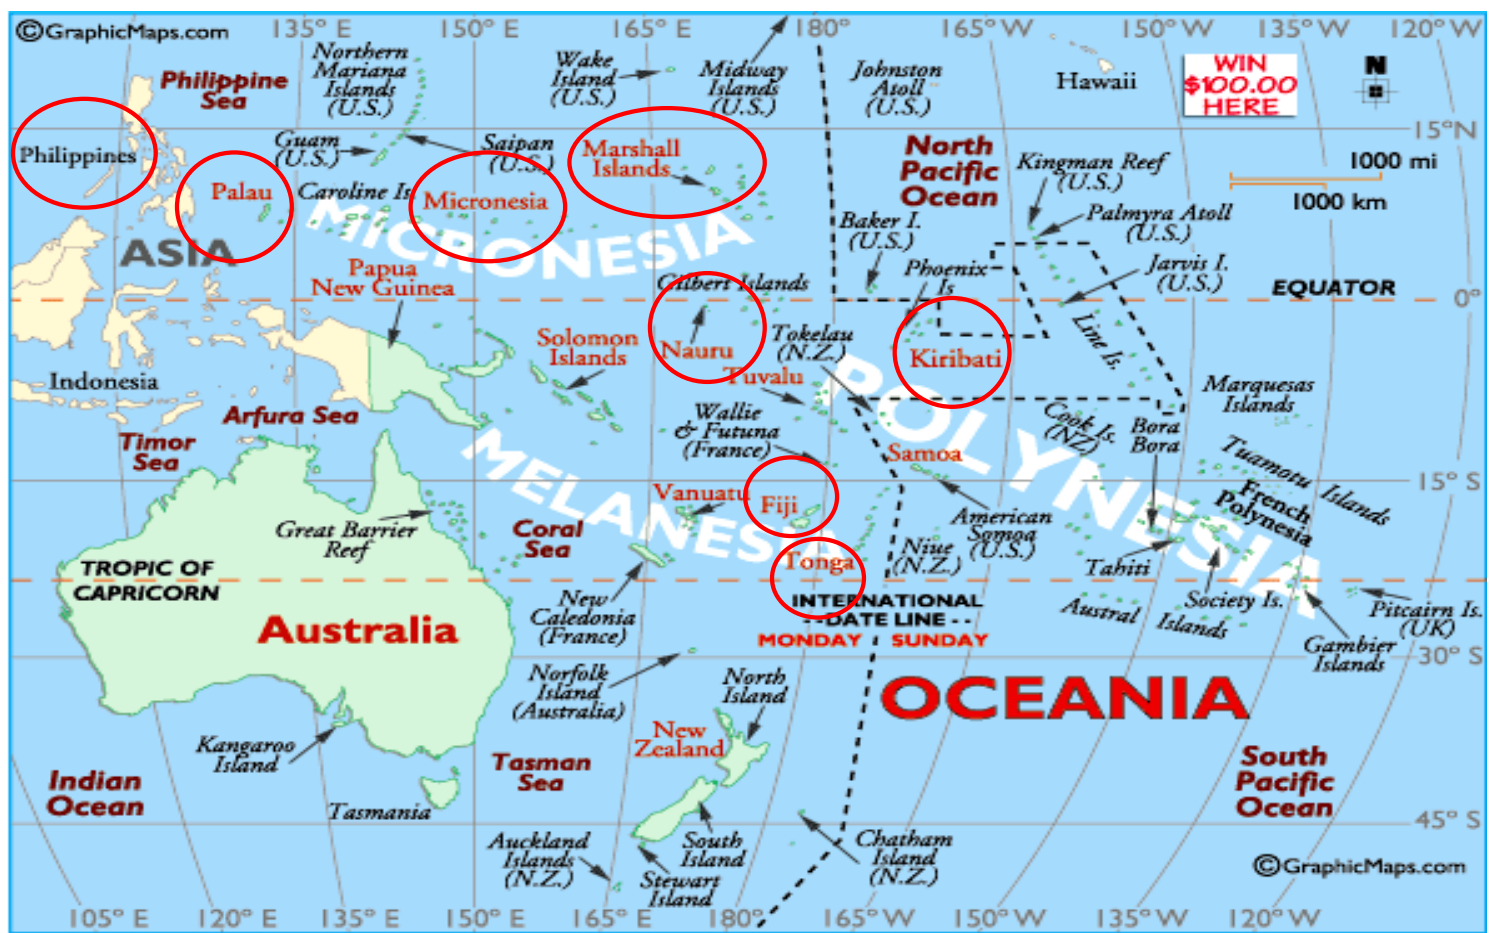 ©GraphicMaps.com
135° E
150° E
165° E
180°
165° W
150° W
135° W
120° W
Philippine
Sea
Northern
Mariana
Islands
(U.S.)
Wake
Island
(U.S.)
Midway
Islands
(U.S.)
Johnston
Atoll
(U.S.)
Hawaii
WIN
$100.00
HERE
N
Philippines
Guam
(U.S.)
Saipan
(U.S.)
Marshall
Islands
North
Pacific
Ocean
15°N
Kingman Reef
(U.S.)
1000 mi
1000 km
Palau
Caroline Is.
Micronesia
MICRONESIA
Baker I.
(U.S.)
Palmyra Atoll
(U.S.)
ASIA
Papua
New Guinea
Gilbert Islands
Phoenix
Is
Jarvis I.
(U.S.)
EQUATOR
0°
Solomon
Islands
Nauru
Tokelau
(N.Z.)
Kiribati
Line Is.
Indonesia
Tuvalu
POLYNESIA
Marquesas
Islands
Arfura Sea
Timor
Sea
Wallie
& Futuna
(France)
Cook Is.
(NZ)
Bora
Bora
MELANESIA
Samoa
Tuamotu Islands
15° S
Vanuatu
Fiji
French
Polynesia
Great Barrier
Reef
Coral
Sea
American
Somoa
(U.S.)
Tonga
Niue
(N.Z.)
Tahiti
TROPIC OF
CAPRICORN
New
Caledonia
(France)
INTERNATIONAL
- -DATE LINE - -
MONDAY SUNDAY
Austral Islands
Society Is.
Pitcairn Is.
(UK)
Gambier
Islands
Australia
30° S
Norfolk
Island
(Australia)
North
Island
OCEANIA
Kangaroo
Island
New
Zealand
Tasman
Sea
South
Pacific
Ocean
Indian
Ocean
Tasmania
45° S
Auckland
Islands
(N.Z.)
South
Island
Stewart
Island
Chatham
Island
(N.Z.)
©GraphicMaps.com
105° E
120° E
135° E
150° E
165° E
180°
165°W
150°W
135°W
120°W